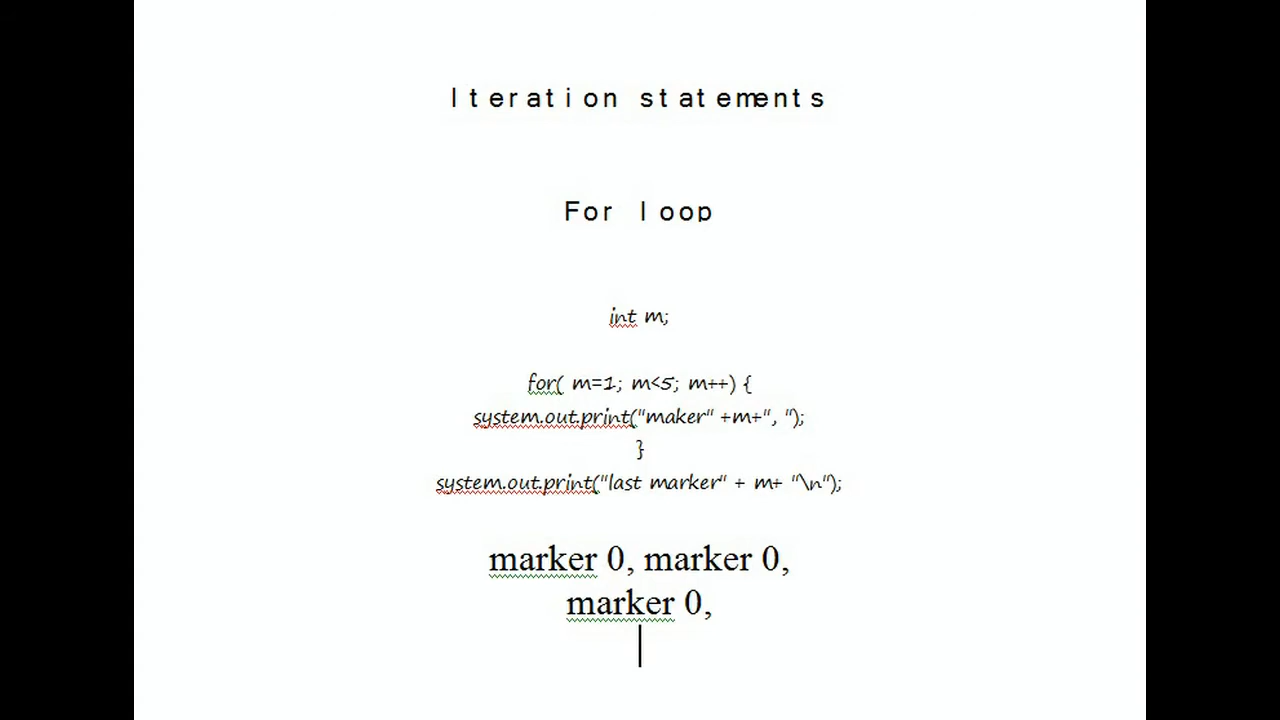 Iteration statements
For loop
int m;
for( m=1; m<5; m++) {
system.out.print("maker" +m+", ");
}
system.out.print("last marker" + m+ "\n");
marker 0, marker 0,
marker 0,